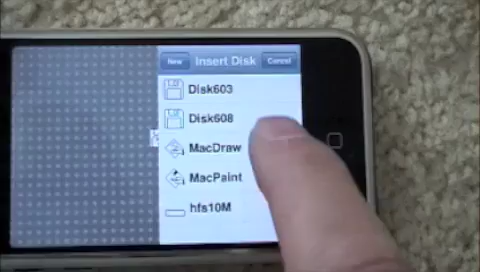 New Insert Disk Cancel
Disk603
Disk608
MacDraw
MacPaint
hfs10M